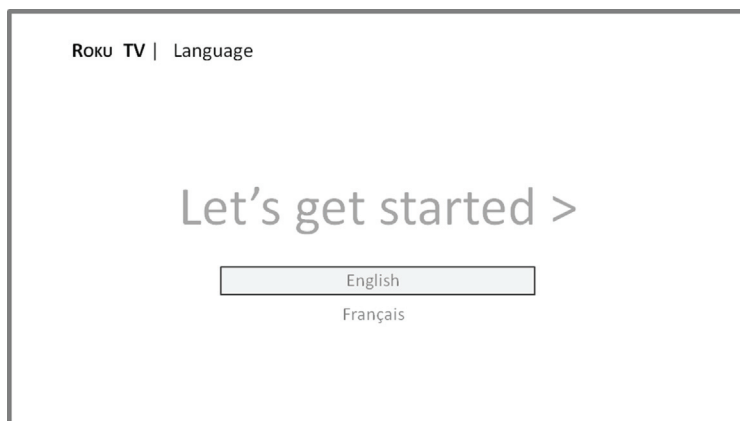 ROKU TV | Language
Let's get started >
English
Français